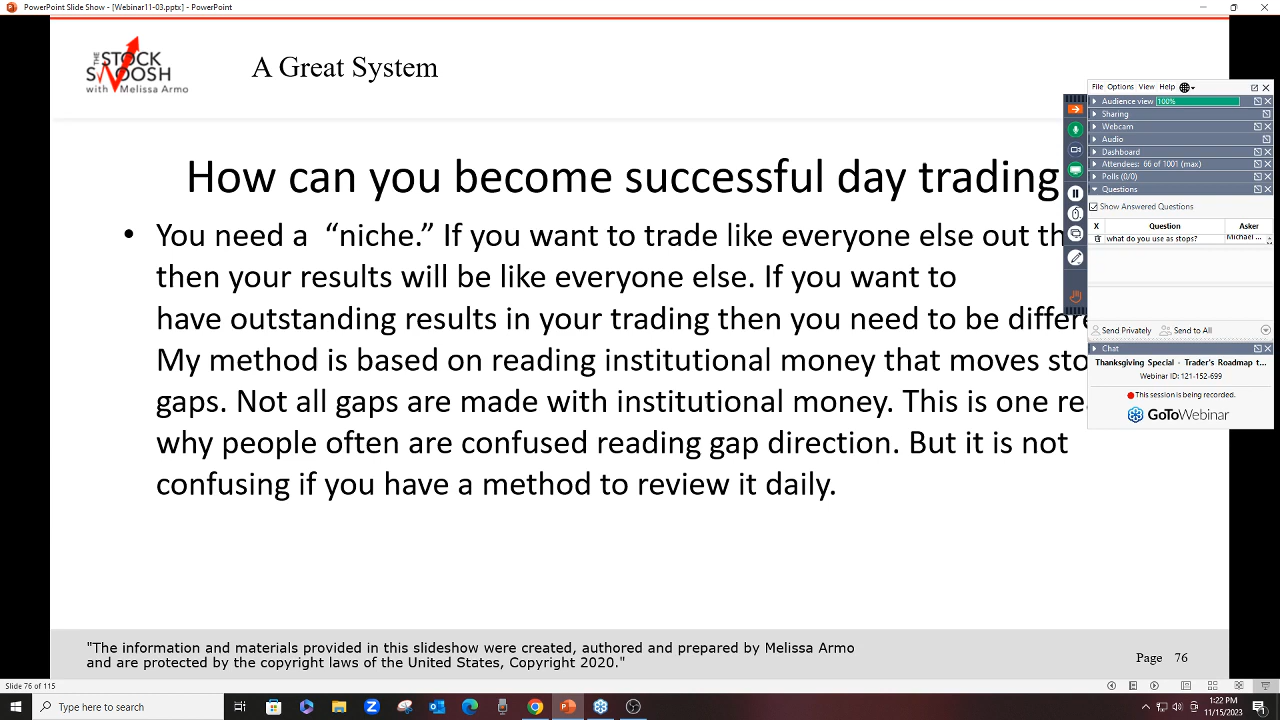 PowerPoint Slide Show - [Webinar11-03.pptx] - PowerPoint
THE
STOCK
SWOOSH
with Melissa Armo
A Great System
How can you become successful day trading
• You need a “niche.” If you want to trade like everyone else out
then your results will be like everyone else. If you want to
have outstanding results in your trading then you need to be
My method is based on reading institutional money that moves
gaps. Not all gaps are made with institutional money. This is one
why people often are confused reading gap direction. But it is not
confusing if you have a method to review it daily.
"The information and materials provided in this slideshow were created, authored and prepared by Melissa Armo
and are protected by the copyright laws of the United States, Copyright 2020."
Page 76
File Options View Help
Audience view 100%
Sharing
Webcam
Audio
Dashboard
Attendees: 66 of 1001 (max)
Polls (0/0)
Questions
Show Answered Questions
X Question Asker
what do you use as stops? Michael ...
Send Privately Send to All
Chat
Thanksgiving Special - Trader's Roadmap t...
Webinar ID: 121-152-699
This session is being recorded.
GoToWebinar
Slide 76 of 115
Type here to search
1:22 PM
11/15/2023